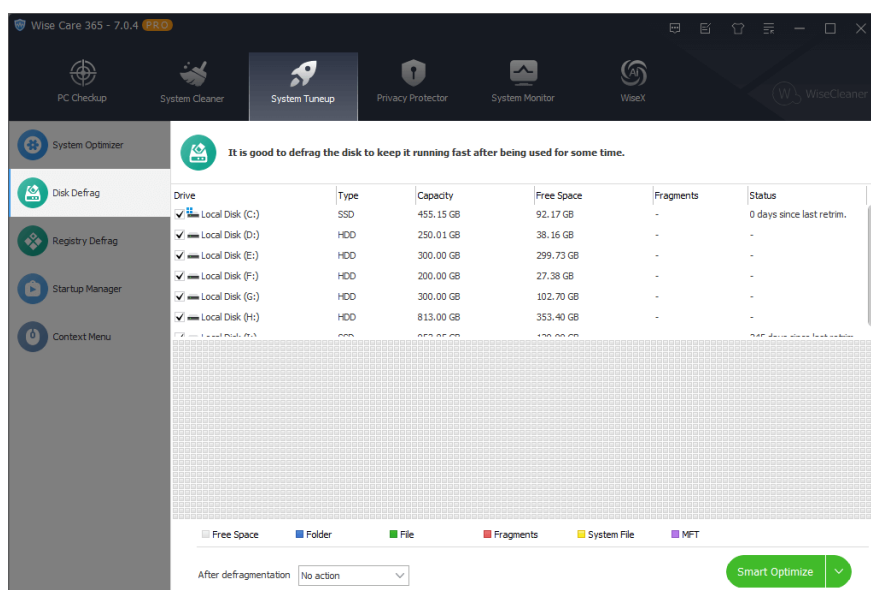 Wise Care 365 - 7.0.4 PRO
PC Checkup System Cleaner System Tuneup Privacy Protector System Monitor WiseX WiseCleaner
System Optimizer
Disk Defrag
Registry Defrag
Startup Manager
Context Menu
It is good to defrag the disk to keep it running fast after being used for some time.
Drive Type Capacity Free Space Fragments Status
Local Disk (C:) SSD 455.15 GB 92.17 GB - 0 days since last retrim.
Local Disk (D:) HDD 250.01 GB 38.16 GB - -
Local Disk (E:) HDD 300.00 GB 299.73 GB - -
Local Disk (F:) HDD 200.00 GB 27.38 GB - -
Local Disk (G:) HDD 300.00 GB 102.70 GB - -
Local Disk (H:) HDD 813.00 GB 353.40 GB - -
Free Space Folder File Fragments System File MFT
After defragmentation No action
Smart Optimize